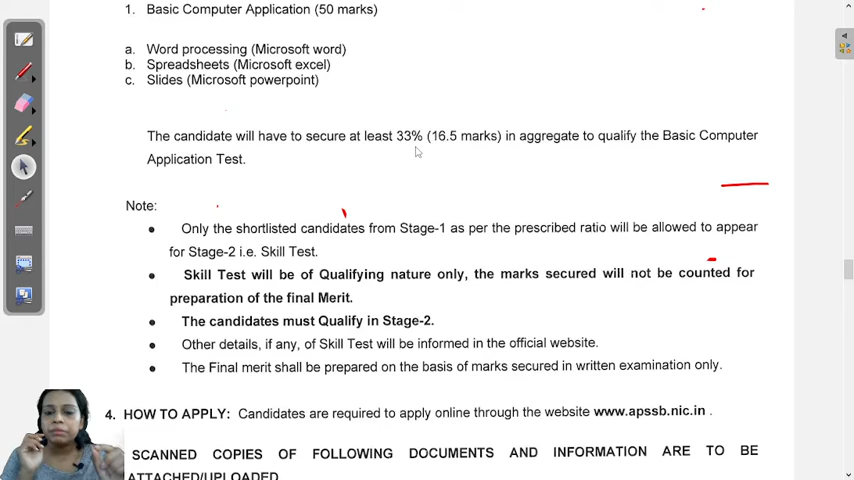 1. Basic Computer Application (50 marks)
a. Word processing (Microsoft word)
b. Spreadsheets (Microsoft excel)
c. Slides (Microsoft powerpoint)
The candidate will have to secure at least 33% (16.5 marks) in aggregate to qualify the Basic Computer
Application Test.
Note:
• Only the shortlisted candidates from Stage-1 as per the prescribed ratio will be allowed to appear
for Stage-2 i.e. Skill Test.
• Skill Test will be of Qualifying nature only, the marks secured will not be counted for
preparation of the final Merit.
• The candidates must Qualify in Stage-2.
• Other details, if any, of Skill Test will be informed in the official website.
• The Final merit shall be prepared on the basis of marks secured in written examination only.
4. HOW TO APPLY: Candidates are required to apply online through the website www.apssb.nic.in .
SCANNED COPIES OF FOLLOWING DOCUMENTS AND INFORMATION ARE TO BE
ATTACHED/UPLOADED